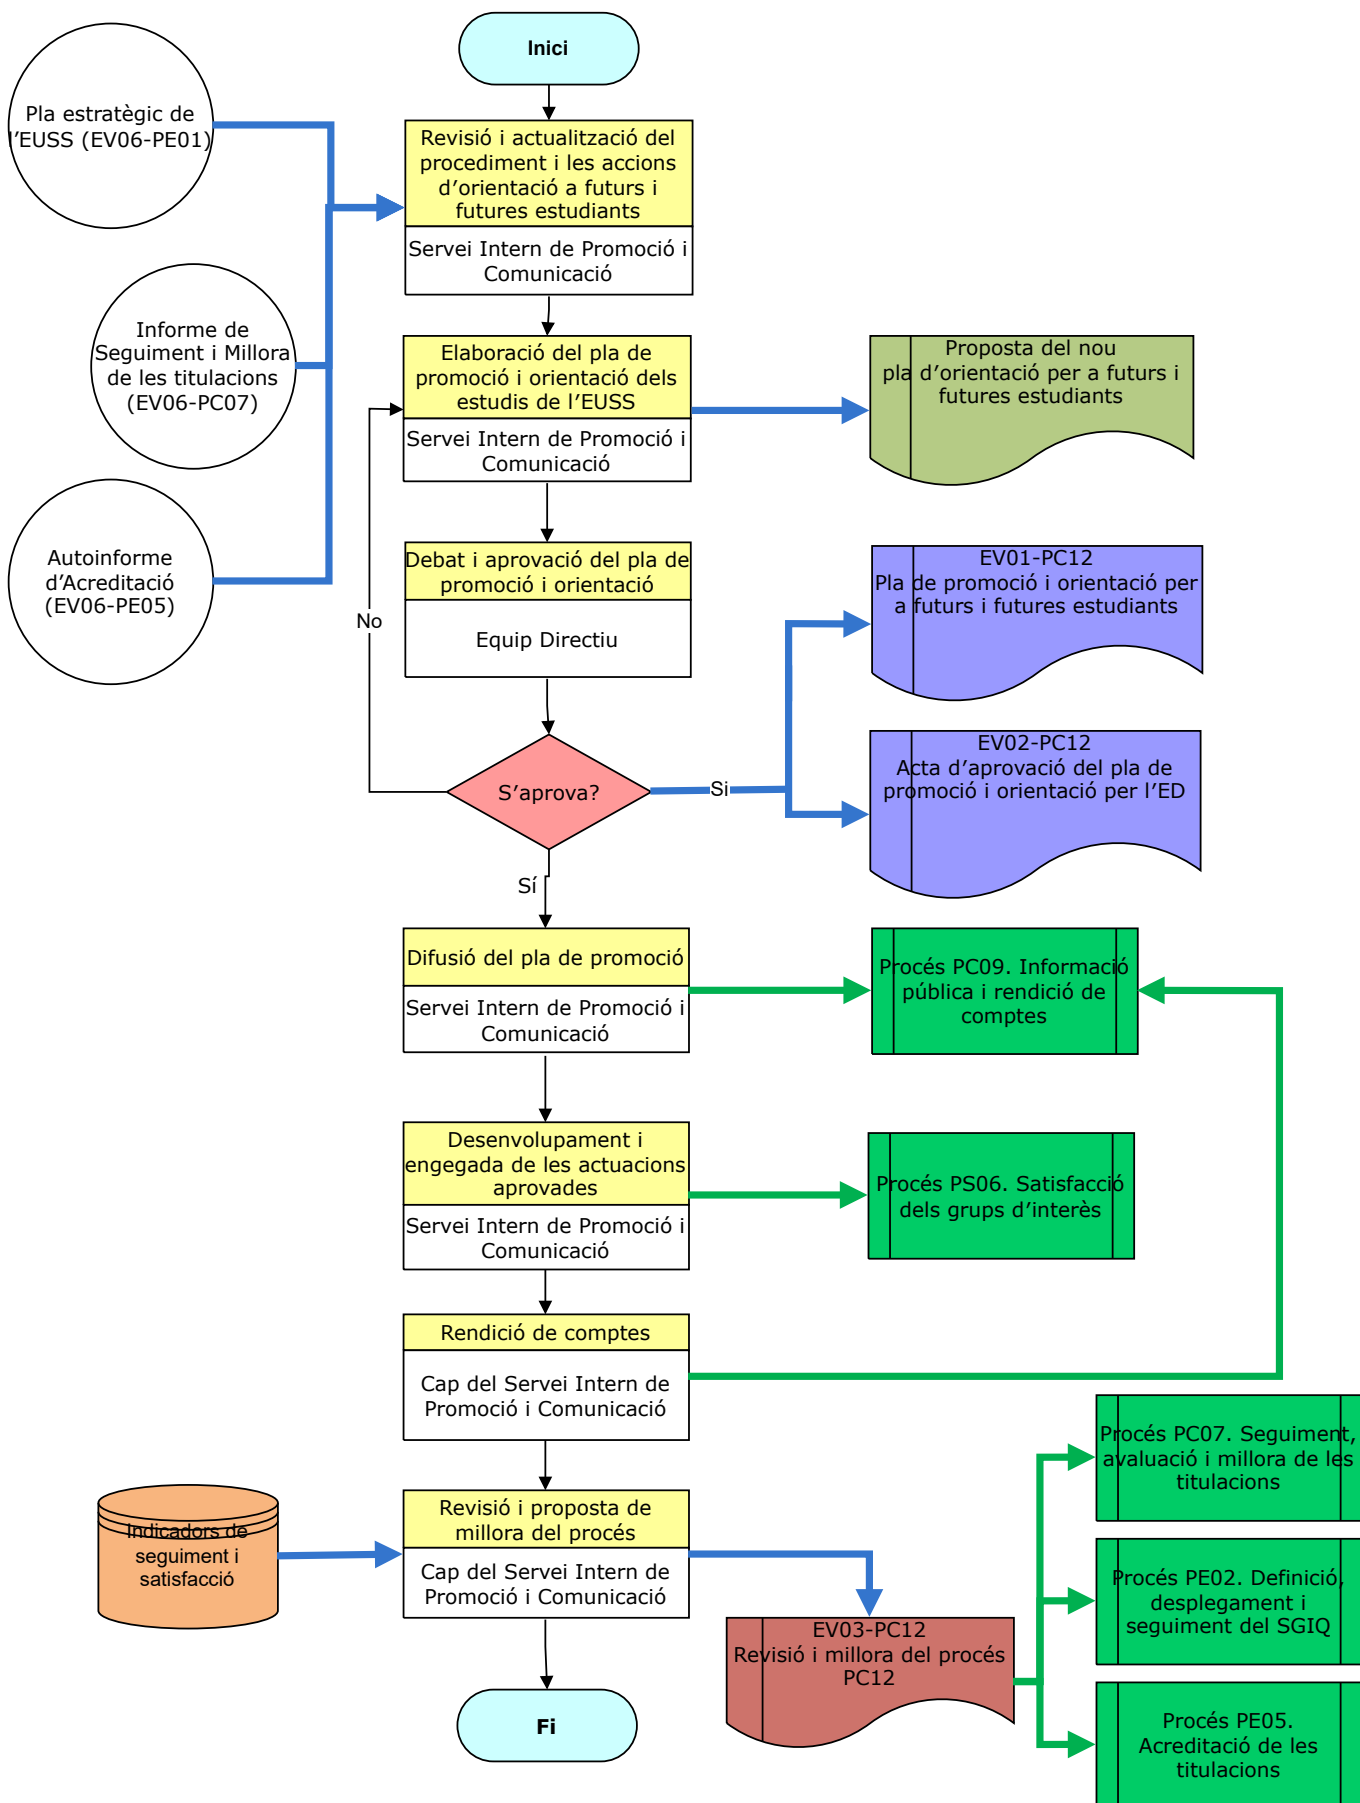 Inici
Pla estratègic de
l'EUSS (EV06-PE01)
Revisió i actualització del
procediment i les accions
d'orientació a futurs i
futures estudiants
Servei Intern de Promoció i
Comunicació
Informe de
Seguiment i Millora
de les titulacions
(EV06-PC07)
Elaboració del pla de
promoció i orientació dels
estudis de l'EUSS
Servei Intern de Promoció i
Comunicació
Proposta del nou
pla d'orientació per a futurs i
futures estudiants
Autoinforme
d'Acreditació
(EV06-PE05)
Debat i aprovació del pla de
promoció i orientació
Equip Directiu
No
EV01-PC12
Pla de promoció i orientació per
a futurs i futures estudiants
S'aprova?
Si
EV02-PC12
Acta d'aprovació del pla de
promoció i orientació per l'ED
Sí
Difusió del pla de promoció
Servei Intern de Promoció i
Comunicació
Procés PC09. Informació
pública i rendició de
comptes
Desenvolupament i
engegada de les actuacions
aprovades
Servei Intern de Promoció i
Comunicació
Procés PS06. Satisfacció
dels grups d'interès
Rendició de comptes
Cap del Servei Intern de
Promoció i Comunicació
Indicadors de
seguiment i
satisfacció
Revisió i proposta de
millora del procés
Cap del Servei Intern de
Promoció i Comunicació
Procés PC07. Seguiment,
avaluació i millora de les
titulacions
Procés PE02. Definició,
desplegament i
seguiment del SGIQ
EV03-PC12
Revisió i millora del procés
PC12
Procés PE05.
Acreditació de les
titulacions
Fi